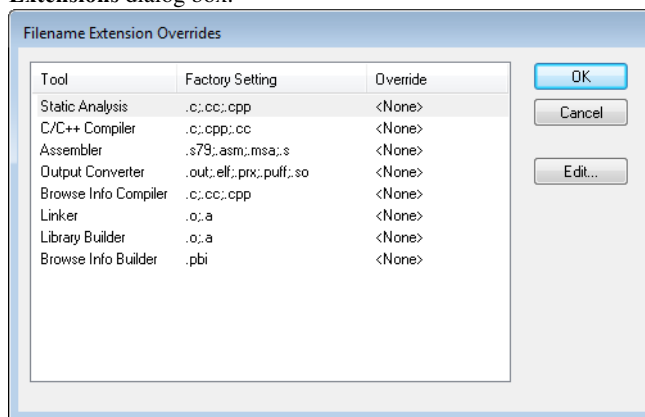 Extensions dialog box.
Filename Extension Overrides
Tool Factory Setting Override
OK
Static Analysis .c;.cc;.cpp <None>
Cancel
C/C++ Compiler .c;.cpp;.cc <None>
Assembler .s79;.asm;.msa;.s <None>
Output Converter .out;.elf;.prx;.puff;.so <None>
Edit...
Browse Info Compiler .c;.cc;.cpp <None>
Linker .o;.a <None>
Library Builder .o;.a <None>
Browse Info Builder .pbi <None>